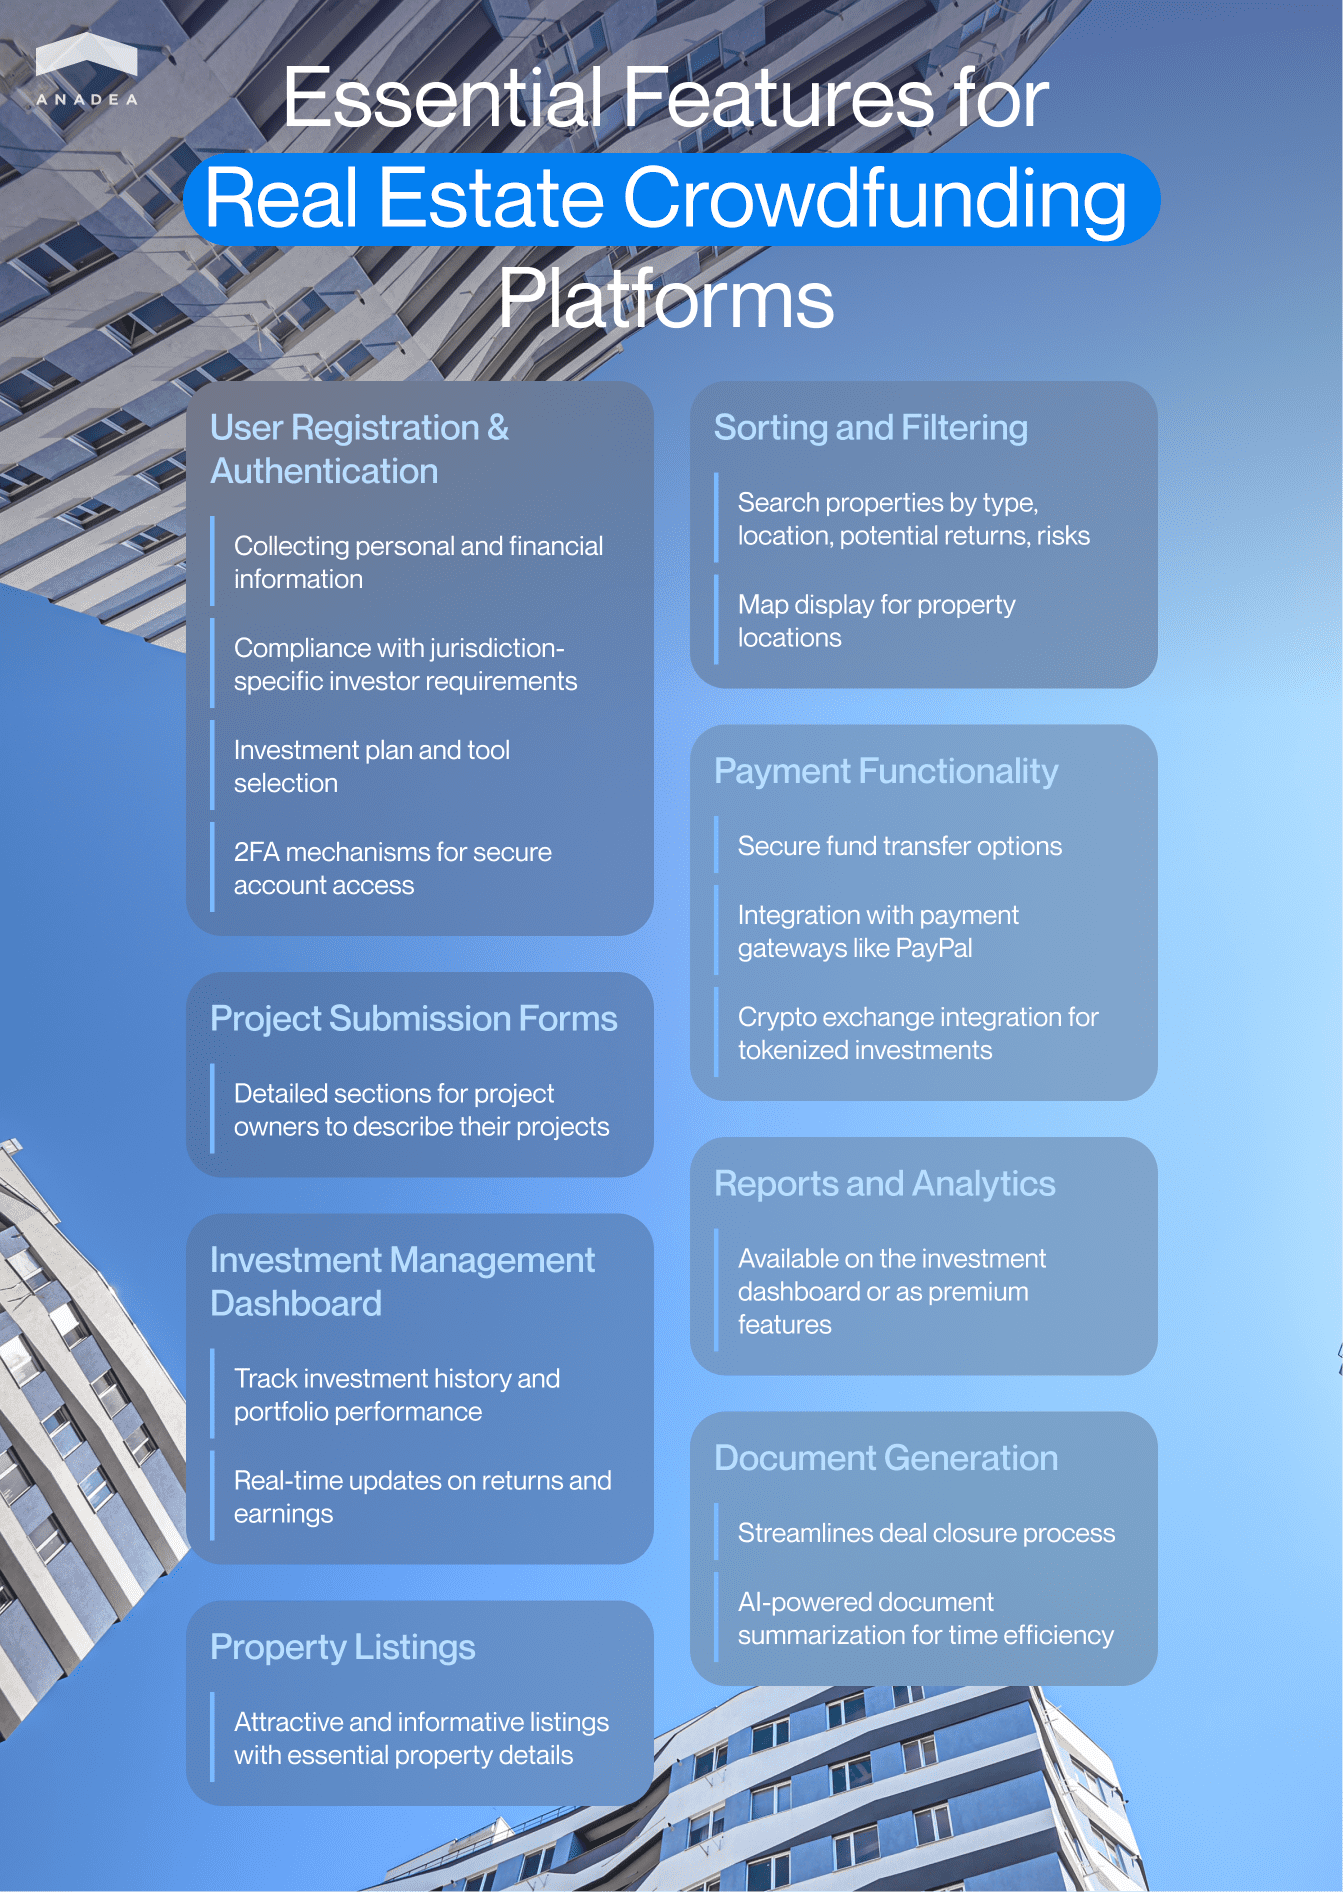 ANADEA
Essential Features for
Real Estate Crowdfunding
Platforms
User Registration &
Authentication
Collecting personal and financial
information
Compliance with jurisdiction-
specific investor requirements
Investment plan and tool
selection
2FA mechanisms for secure
account access
Project Submission Forms
Detailed sections for project
owners to describe their projects
Investment Management
Dashboard
Track investment history and
portfolio performance
Real-time updates on returns and
earnings
Property Listings
Attractive and informative listings
with essential property details
Sorting and Filtering
Search properties by type,
location, potential returns, risks
Map display for property
locations
Payment Functionality
Secure fund transfer options
Integration with payment
gateways like PayPal
Crypto exchange integration for
tokenized investments
Reports and Analytics
Available on the investment
dashboard or as premium
features
Document Generation
Streamlines deal closure process
AI-powered document
summarization for time efficiency